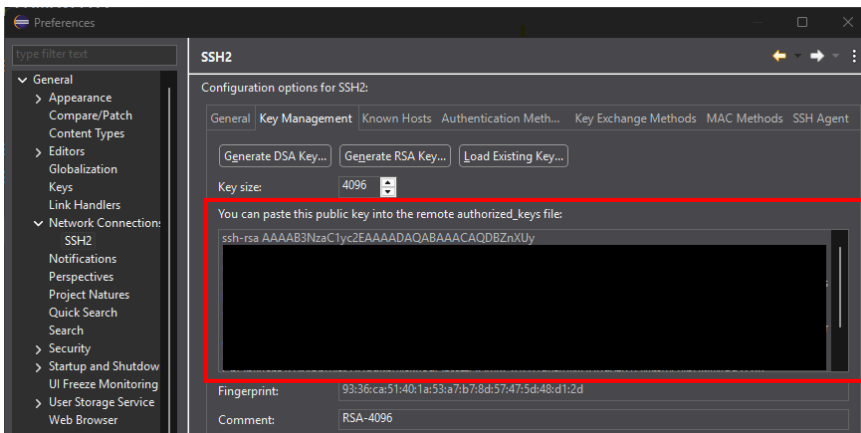 Preferences
type filter text
General
Appearance
Compare/Patch
Content Types
Editors
Globalization
Keys
Link Handlers
Network Connection:
SSH2
Notifications
Perspectives
Project Natures
Quick Search
Search
Security
Startup and Shutdow
UI Freeze Monitoring
User Storage Service
Web Browser
SSH2
Configuration options for SSH2:
General Key Management Known Hosts Authentication Meth... Key Exchange Methods MAC Methods SSH Agent
Generate DSA Key... Generate RSA Key... Load Existing Key...
Key size: 4096
You can paste this public key into the remote authorized_keys file:
ssh-rsa AAAAB3NzaC1yc2EAAAADAQABAAACAQDBZnXUy
Fingerprint: 93:36:ca:51:40:1a:53:a7:b7:8d:57:47:5d:48:d1:2d
Comment: RSA-4096